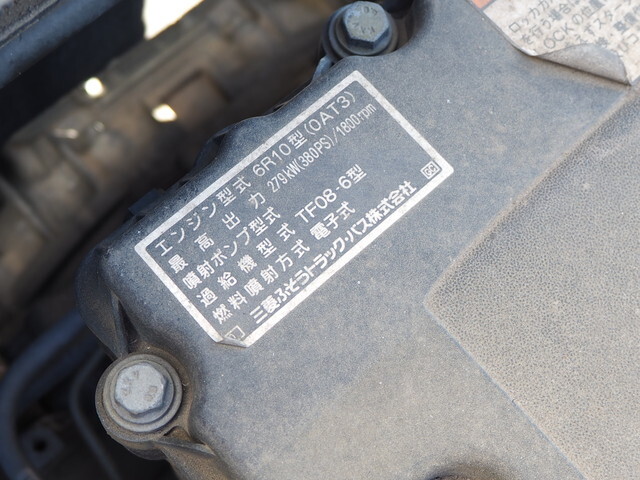 エンジン型式 6R10型(0AT3)
最高出力 279kW(380PS)/1800rpm
噴射ポンプ型式
過給機型式 TF08-6型
燃料噴射方式 電子式
三菱ふそうトラック・バス株式会社